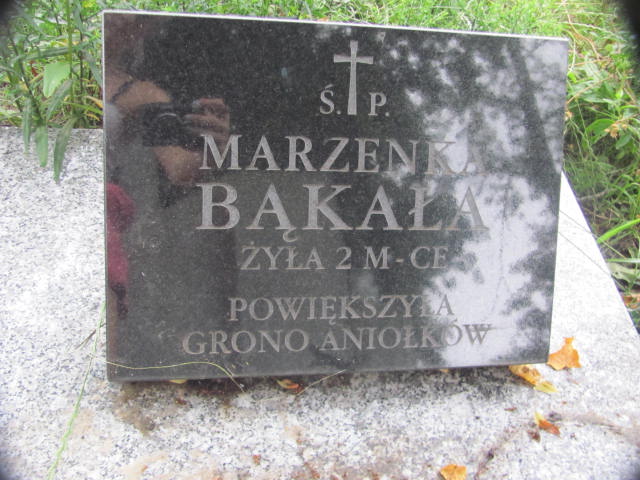 Ś. P.
MARZENKA
BĄKAŁA
ŻYŁA 2 M-CE
POWIĘKSZYŁA
GRONO ANIOŁKÓW